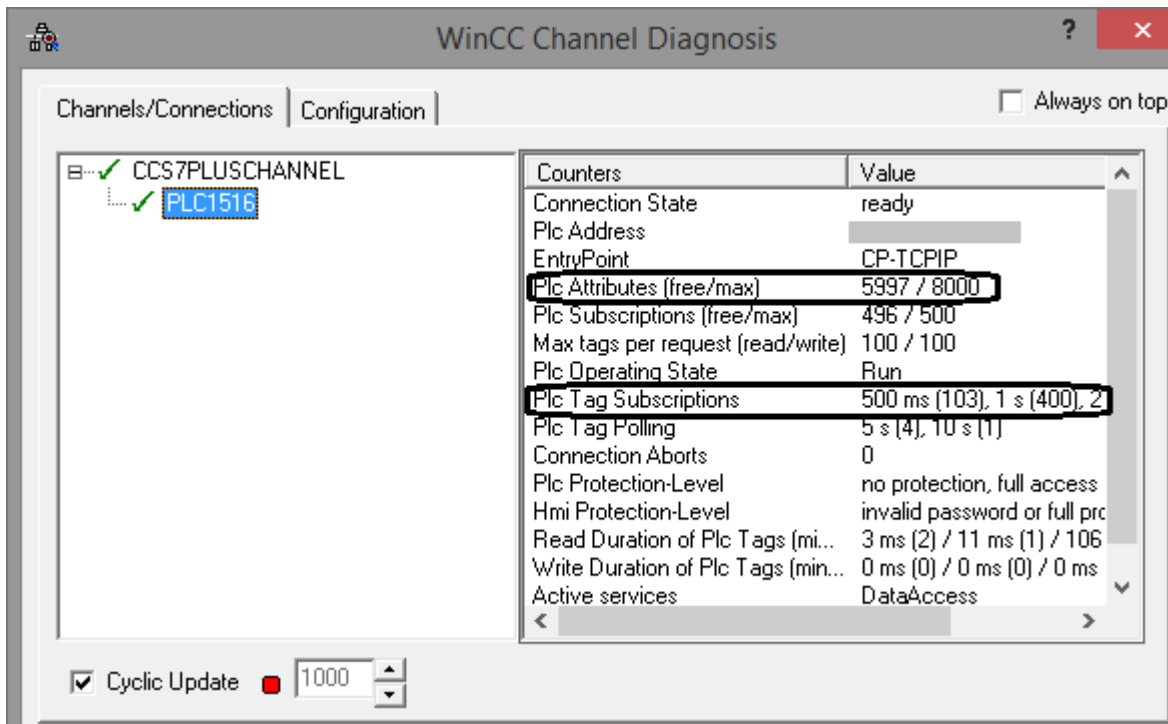 WinCC Channel Diagnosis ?
Channels/Connections Configuration Always on top
CCS7PLUSCHANNEL
PLC1516
Counters Value
Connection State ready
Plc Address
EntryPoint CP-TCPIP
Plc Attributes (free/max) 5997 / 8000
Plc Subscriptions (free/max) 496 / 500
Max tags per request (read/write) 100 / 100
Plc Operating State Run
Plc Tag Subscriptions 500 ms (103), 1 s (400), 2
Plc Tag Polling 5 s (4), 10 s (1)
Connection Aborts 0
Plc Protection-Level no protection, full access
Hmi Protection-Level invalid password or full pro
Read Duration of Plc Tags (mi... 3 ms (2) / 11 ms (1) / 106
Write Duration of Plc Tags (min... 0 ms (0) / 0 ms (0) / 0 ms
Active services DataAccess
Cyclic Update 1000